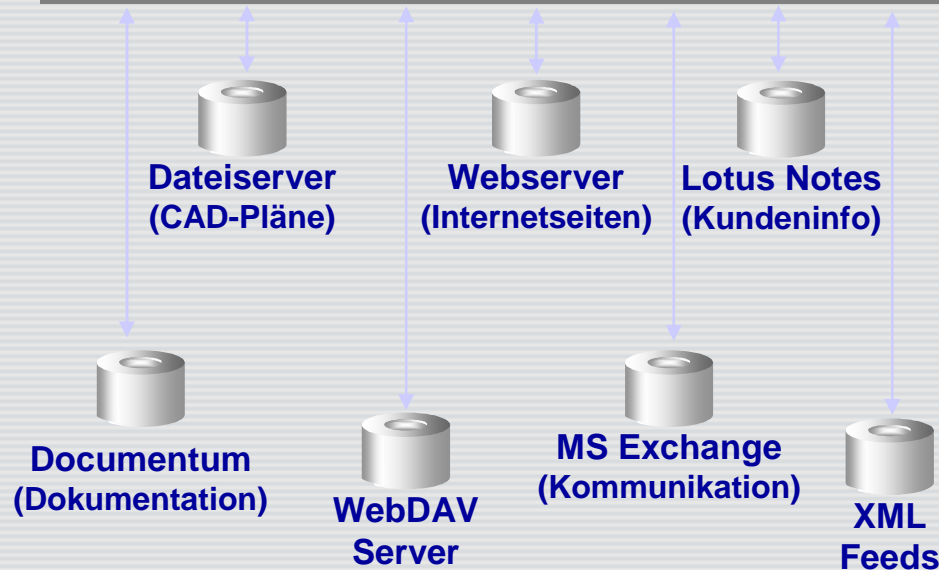 Dateiserver
(CAD-Pläne)
Webserver
(Internetseiten)
Lotus Notes
(Kundeninfo)
Documentum
(Dokumentation)
WebDAV
Server
MS Exchange
(Kommunikation)
XML
Feeds